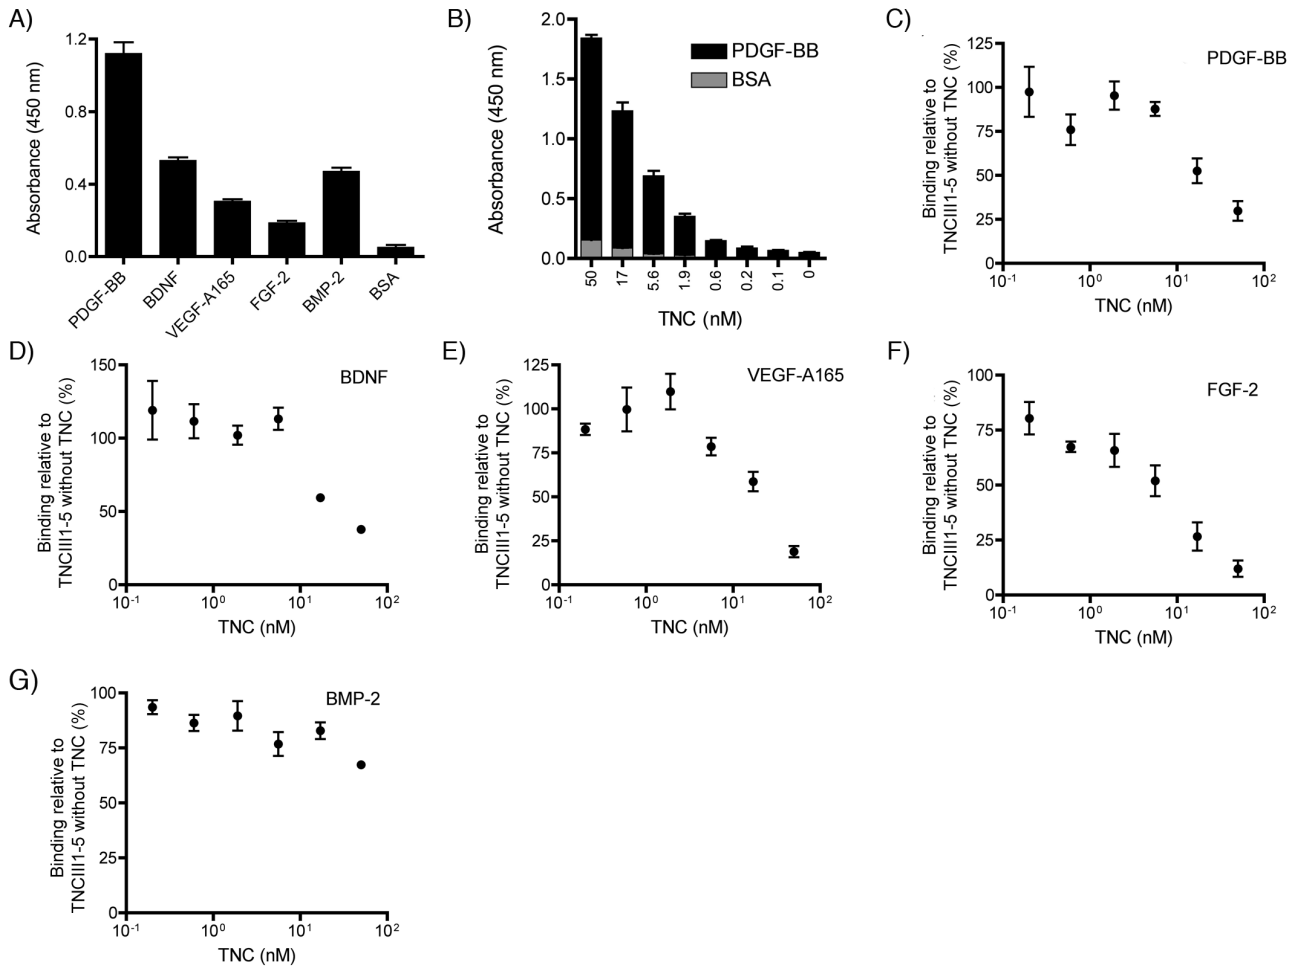 A)
Absorbance (450 nm)
1.2
0.8
0.4
0.0
PDGF-BB
BDNF
VEGF-A165
FGF-2
BMP-2
BSA
B)
Absorbance (450 nm)
2.0
1.5
1.0
0.5
0.0
PDGF-BB
BSA
50
17
5.6
1.9
0.6
0.2
0.1
0
TNC (nM)
C)
Binding relative to
TNCIII1-5 without TNC (%)
125
100
75
50
25
0
PDGF-BB
10-1
100
101
102
TNC (nM)
D)
Binding relative to
TNCIII1-5 without TNC (%)
150
100
50
0
BDNF
10-1
100
101
102
TNC (nM)
E)
Binding relative to
TNCIII1-5 without TNC (%)
125
100
75
50
25
0
VEGF-A165
10-1
100
101
102
TNC (nM)
F)
Binding relative to
TNCIII1-5 without TNC (%)
100
75
50
25
0
FGF-2
10-1
100
101
102
TNC (nM)
G)
Binding relative to
TNCIII1-5 without TNC (%)
100
75
50
25
0
BMP-2
10-1
100
101
102
TNC (nM)